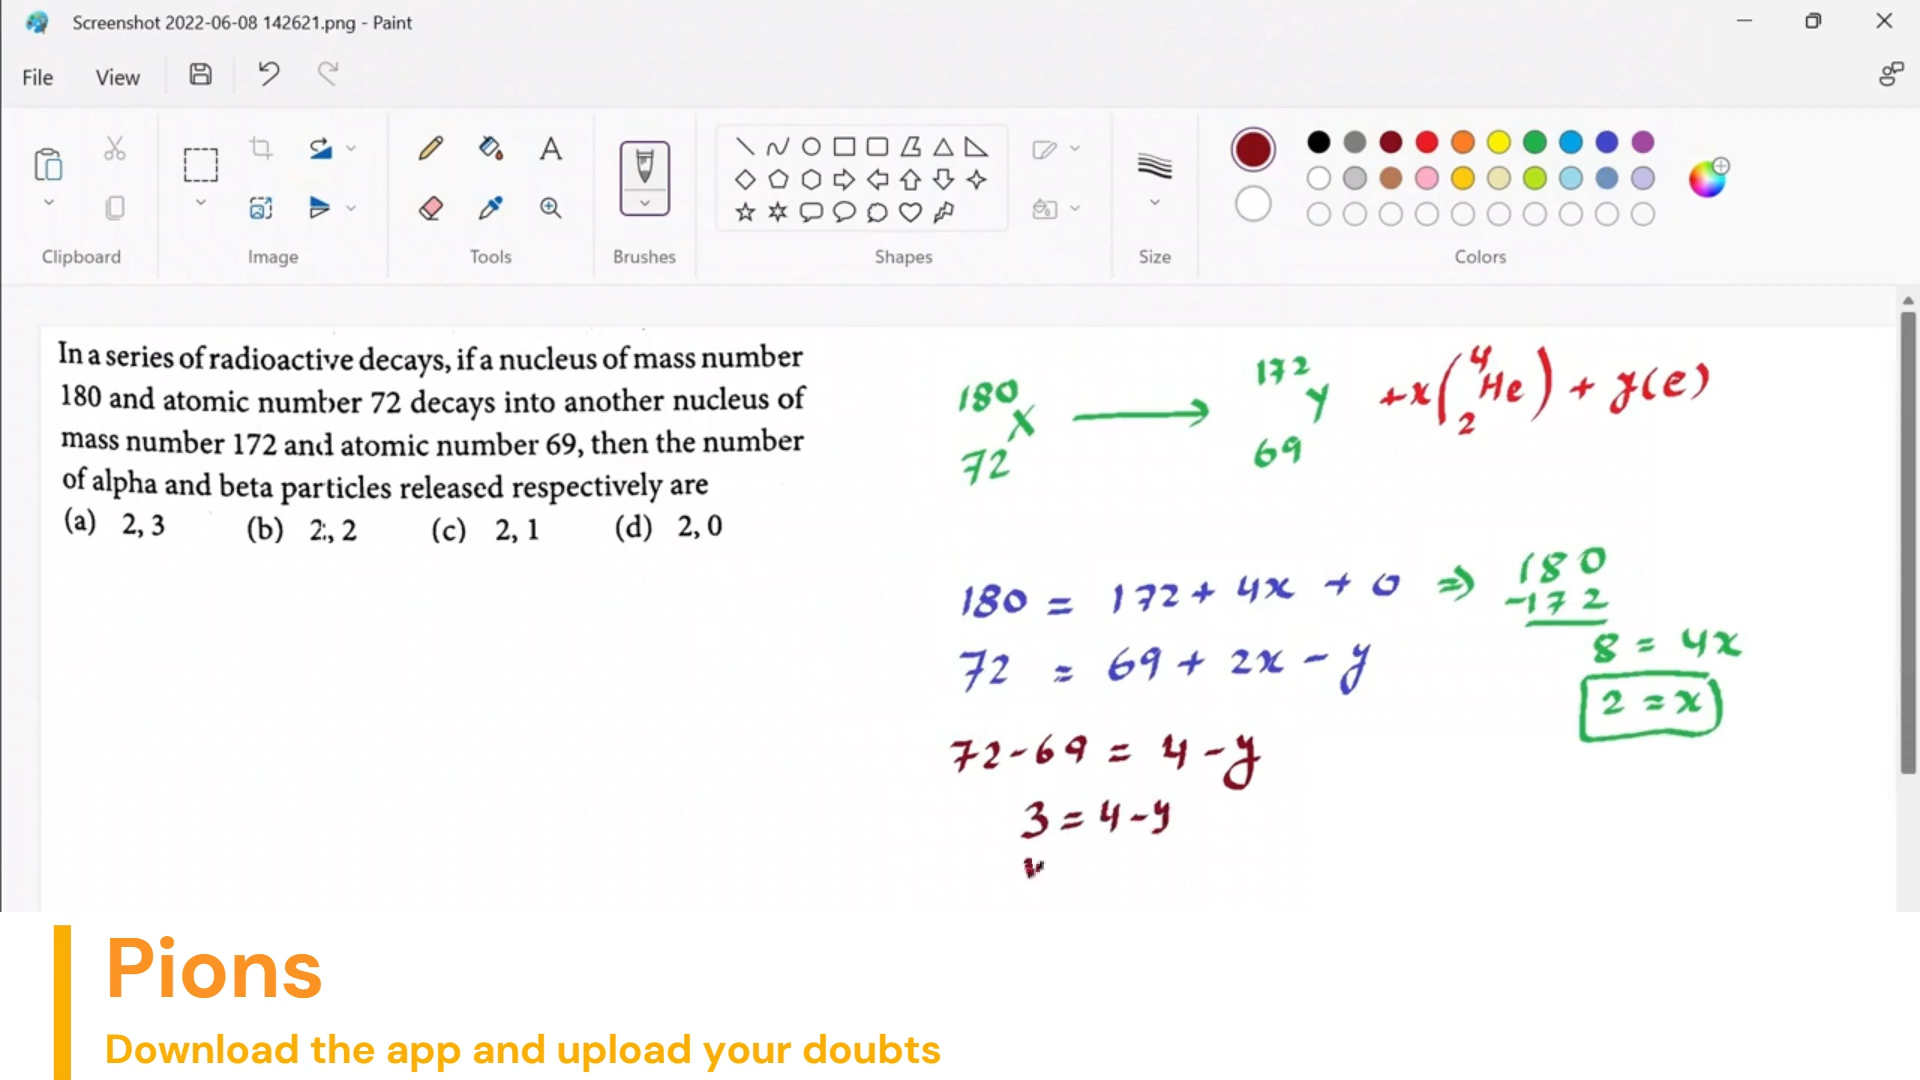 Screenshot 2022-06-08 142621.png - Paint
File View
Clipboard Image Tools Brushes Shapes Size Colors
In a series of radioactive decays, if a nucleus of mass number
180 and atomic number 72 decays into another nucleus of
mass number 172 and atomic number 69, then the number
of alpha and beta particles released respectively are
(a) 2, 3 (b) 2, 2 (c) 2, 1 (d) 2, 0
180 172 4
X ⟶ Y +x( He ) + y(e)
72 69 2
180 = 172 + 4x + 0 ⇒ 180
-172
8 = 4x
72 = 69 + 2x - y
2 = x
72-69 = 4 - y
3 = 4 - y
Pions
Download the app and upload your doubts